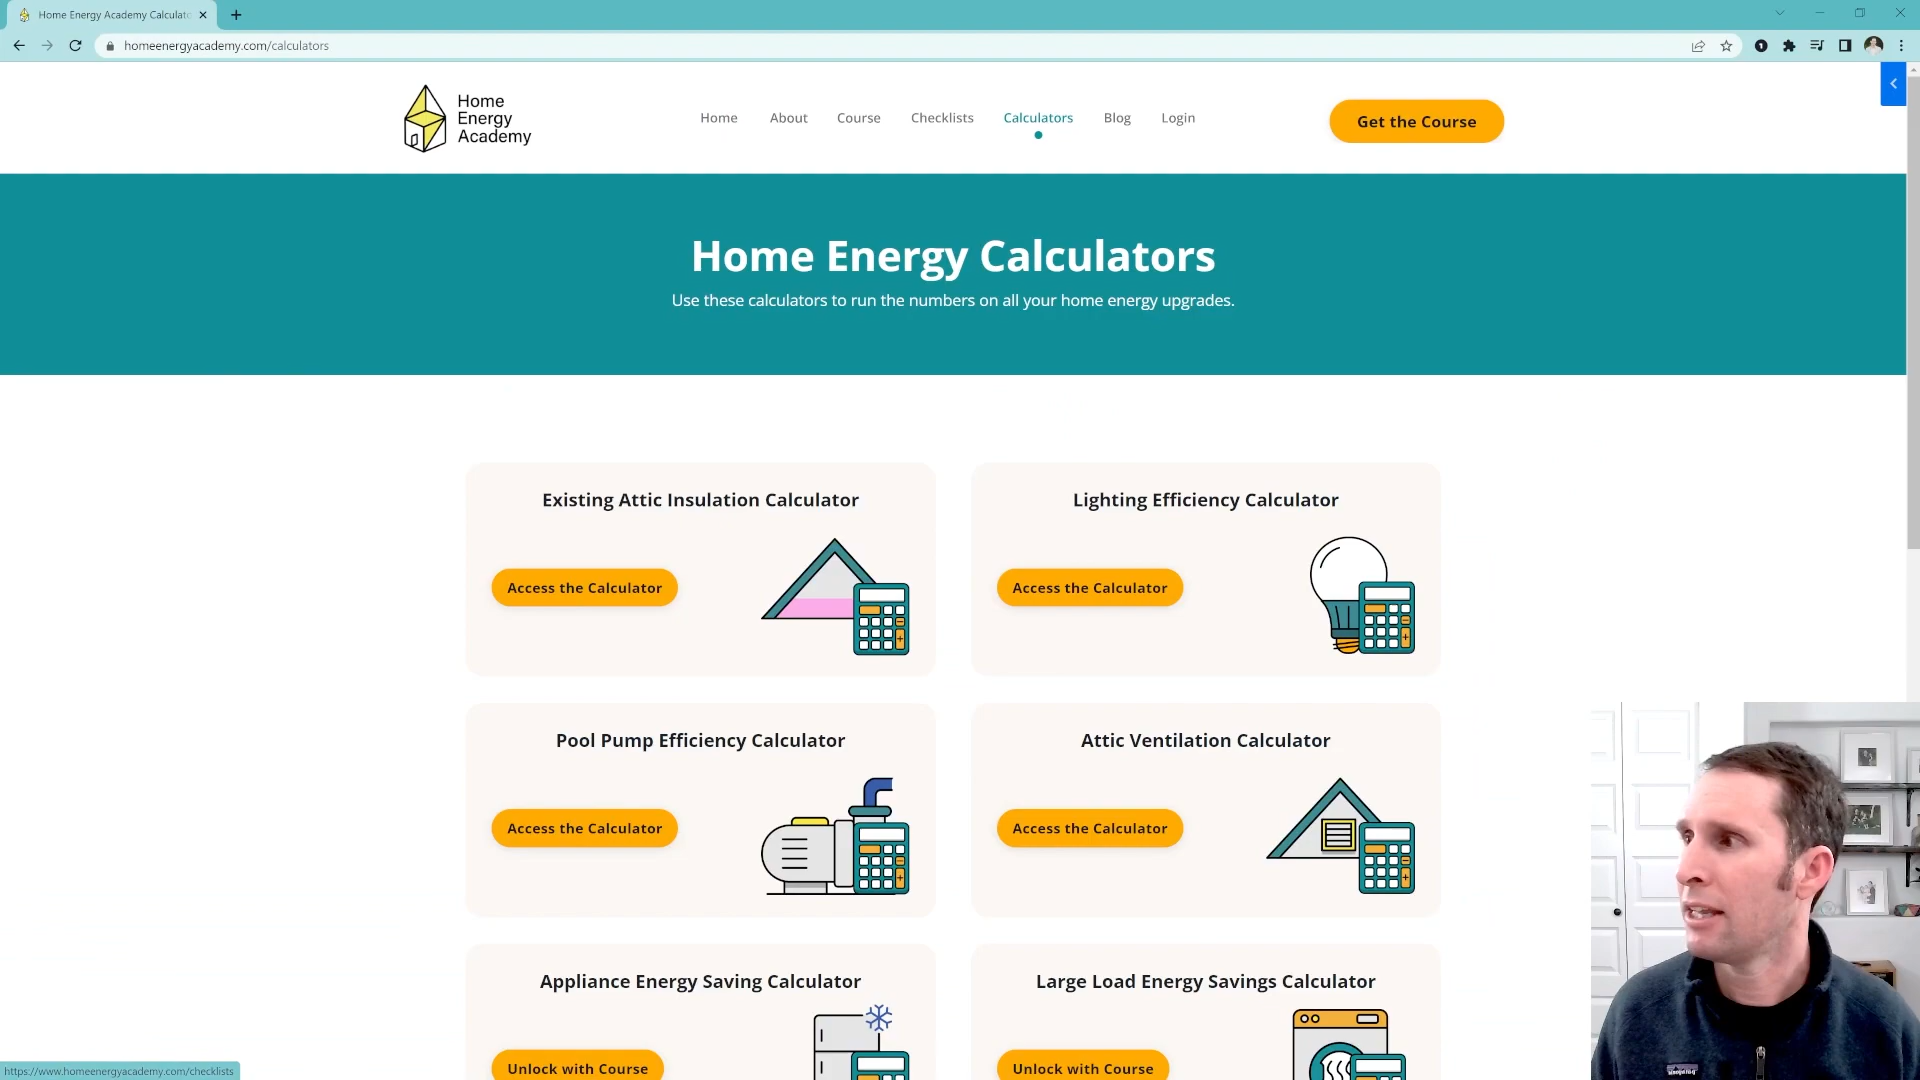 Home Energy Academy Calculat
homeenergyacademy.com/calculators
Home
Energy
Academy
Home
About
Course
Checklists
Calculators
Blog
Login
Get the Course
Home Energy Calculators
Use these calculators to run the numbers on all your home energy upgrades.
Existing Attic Insulation Calculator
Access the Calculator
Lighting Efficiency Calculator
Access the Calculator
Pool Pump Efficiency Calculator
Access the Calculator
Attic Ventilation Calculator
Access the Calculator
Appliance Energy Saving Calculator
Unlock with Course
Large Load Energy Savings Calculator
Unlock with Course
https://www.homeenergyacademy.com/checklists